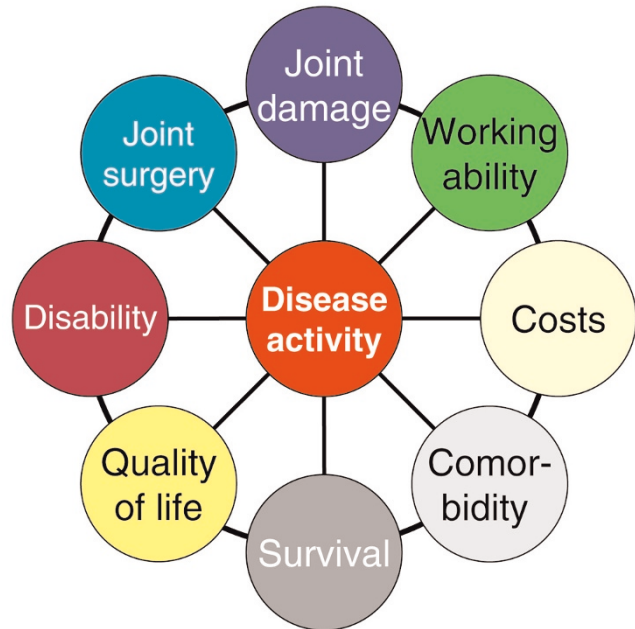 Joint
damage
Joint
surgery
Working
ability
Disability
Disease
activity
Costs
Quality
of life
Comor-
bidity
Survival